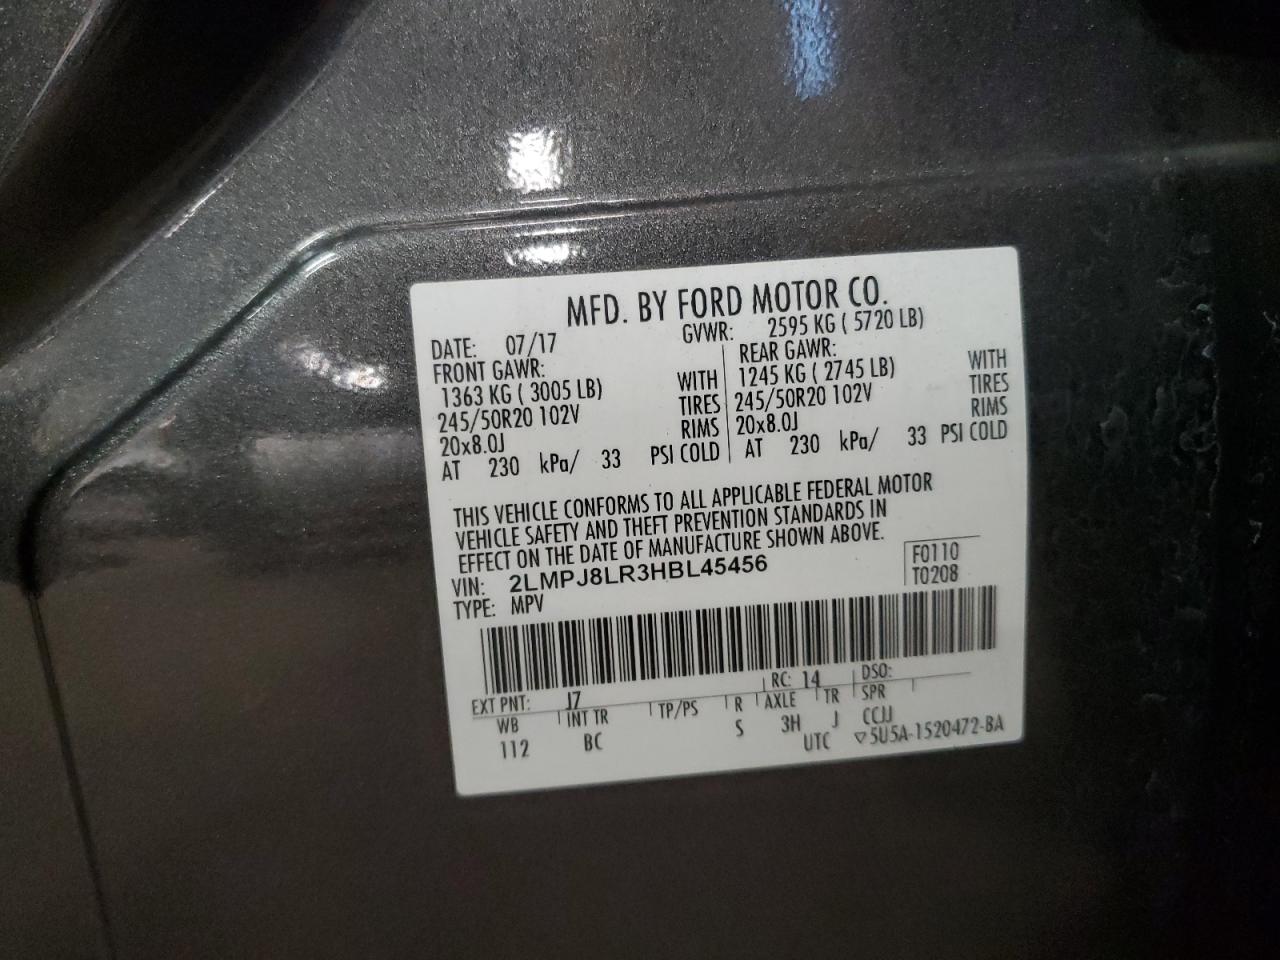 MFD. BY FORD MOTOR CO.
DATE: 07/17 GVWR: 2595 KG ( 5720 LB)
FRONT GAWR: REAR GAWR:
1363 KG ( 3005 LB) WITH 1245 KG ( 2745 LB) WITH
245/50R20 102V TIRES 245/50R20 102V TIRES
20x8.0J RIMS 20x8.0J RIMS
AT 230 kPa/ 33 PSI COLD AT 230 kPa/ 33 PSI COLD
THIS VEHICLE CONFORMS TO ALL APPLICABLE FEDERAL MOTOR
VEHICLE SAFETY AND THEFT PREVENTION STANDARDS IN
EFFECT ON THE DATE OF MANUFACTURE SHOWN ABOVE.
VIN: 2LMPJ8LR3HBL45456 F0110
TYPE: MPV T0208
EXT PNT: J7 RC: 14 DSO:
WB INT TR TP/PS R AXLE TR SPR
112 BC S 3H J CCJJ
UTC ▽5U5A-1520472-BA